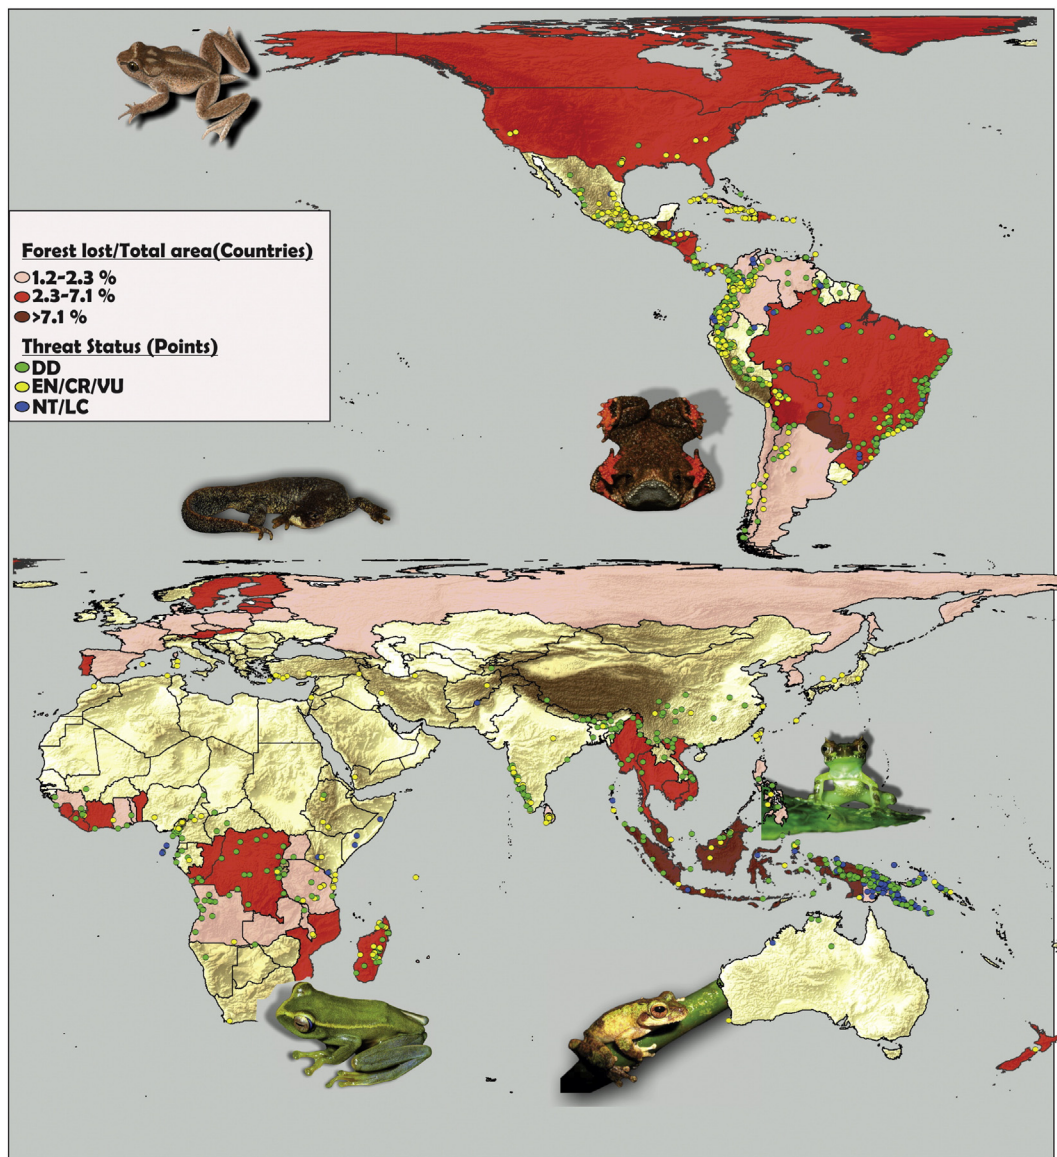 Forest lost/Total area(Countries)
1.2-2.3 %
2.3-7.1 %
>7.1 %
Threat Status (Points)
DD
EN/CR/VU
NT/LC